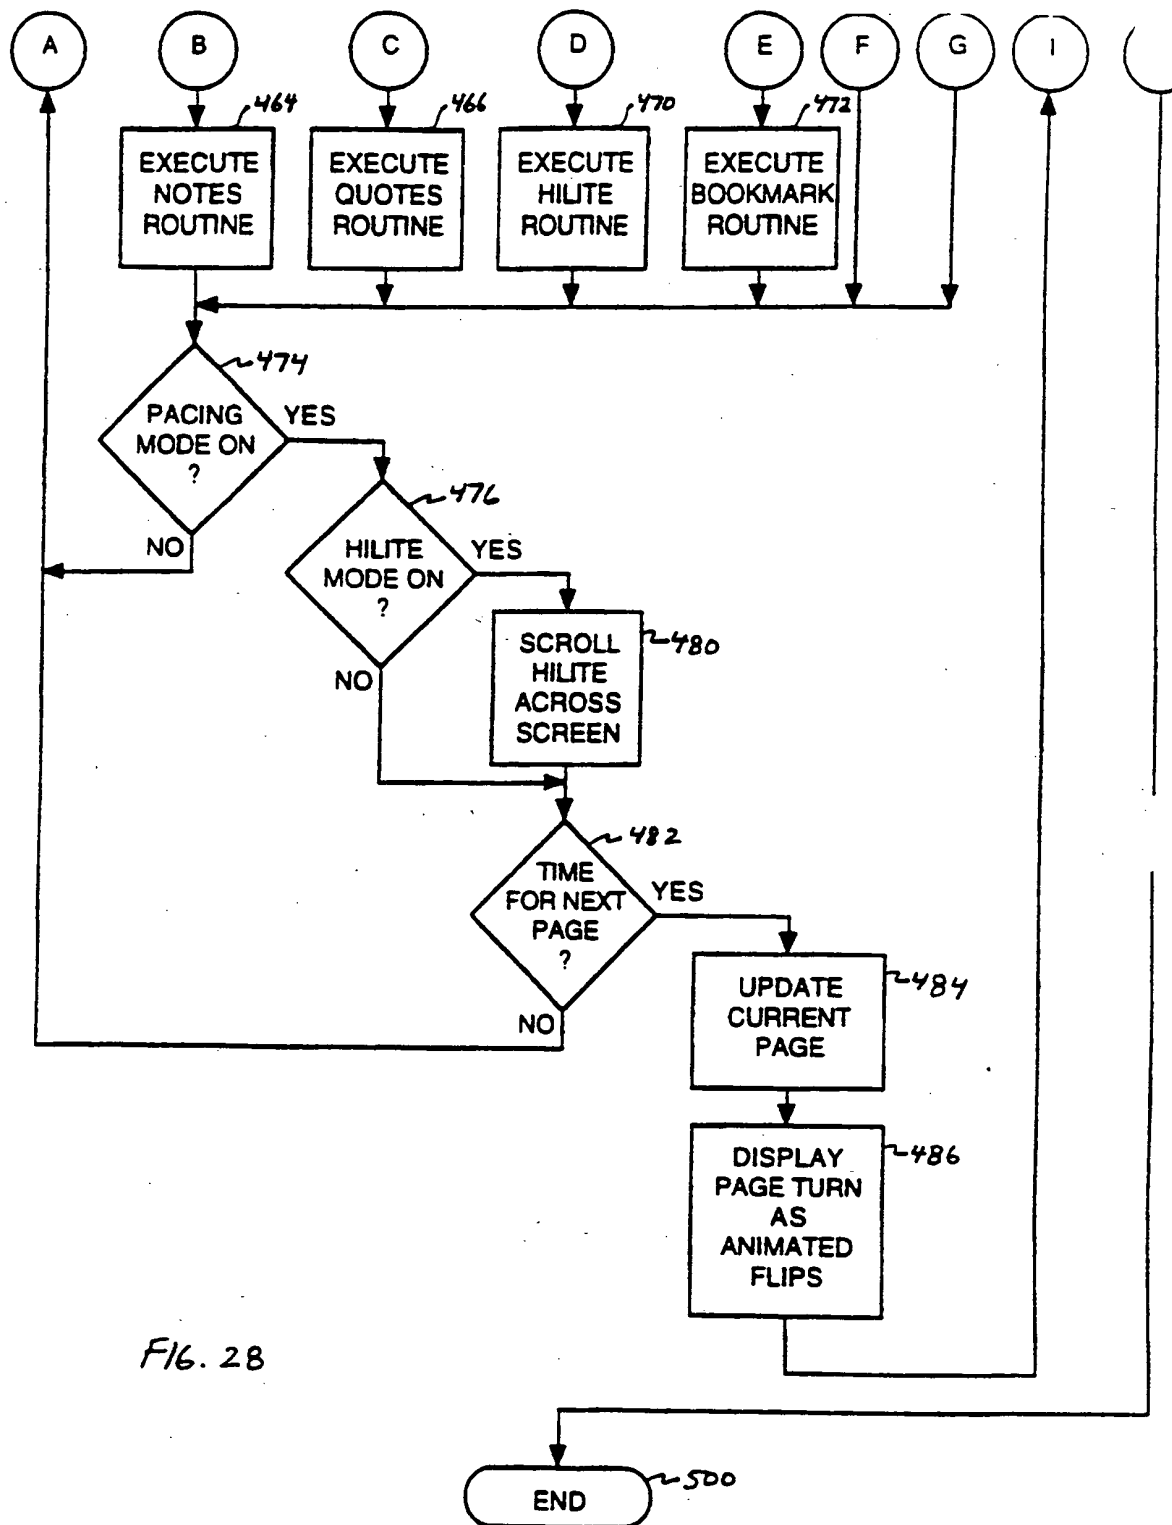 A B C D E F G I
464 466 470 472
EXECUTE
NOTES
ROUTINE
EXECUTE
QUOTES
ROUTINE
EXECUTE
HILITE
ROUTINE
EXECUTE
BOOKMARK
ROUTINE
474
PACING
MODE ON
?
YES
NO
476
HILITE
MODE ON
?
YES
NO
480
SCROLL
HILITE
ACROSS
SCREEN
482
TIME
FOR NEXT
PAGE
?
YES
NO
484
UPDATE
CURRENT
PAGE
486
DISPLAY
PAGE TURN
AS
ANIMATED
FLIPS
FIG. 28
500
END